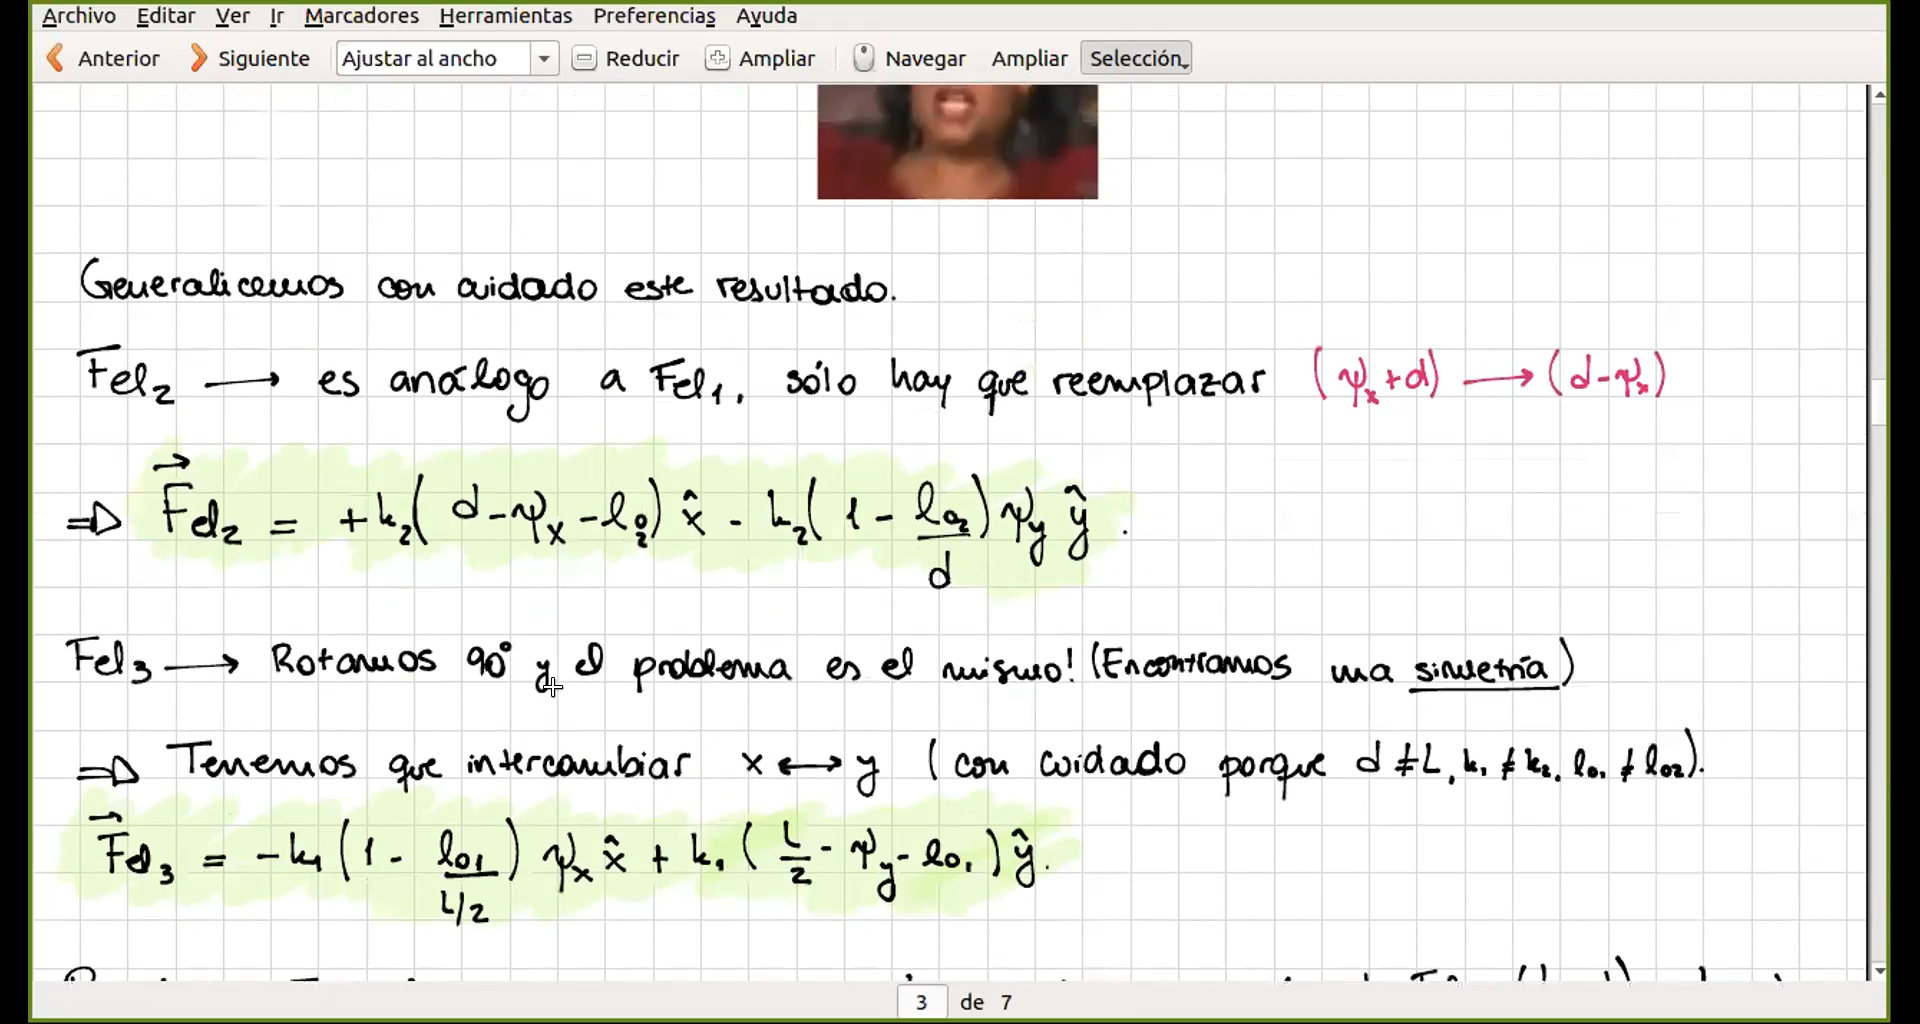 Archivo Editar Ver Ir Marcadores Herramientas Preferencias Ayuda
Anterior Siguiente Ajustar al ancho Reducir Ampliar Navegar Ampliar Selección
Generalicemos con cuidado este resultado.
Fel₂ → es análogo a Fel₁, sólo hay que reemplazar (ψₓ+d) → (d-ψₓ)
⇒ F⃗el₂ = +k₂(d-ψₓ-l₀₂) x̂ - k₂(1 - l₀₂/d) ψy ŷ.
Fel₃ → Rotamos 90° y el problema es el mismo! (Encontramos una simetría)
⇒ Tenemos que intercambiar x ↔ y (con cuidado porque d ≠ L, k₁ ≠ k₂, l₀₁ ≠ l₀₂).
F⃗el₃ = -k₁(1 - l₀₁/L/2) ψₓ x̂ + k₁(L/2 - ψy - l₀₁) ŷ.
3 de 7